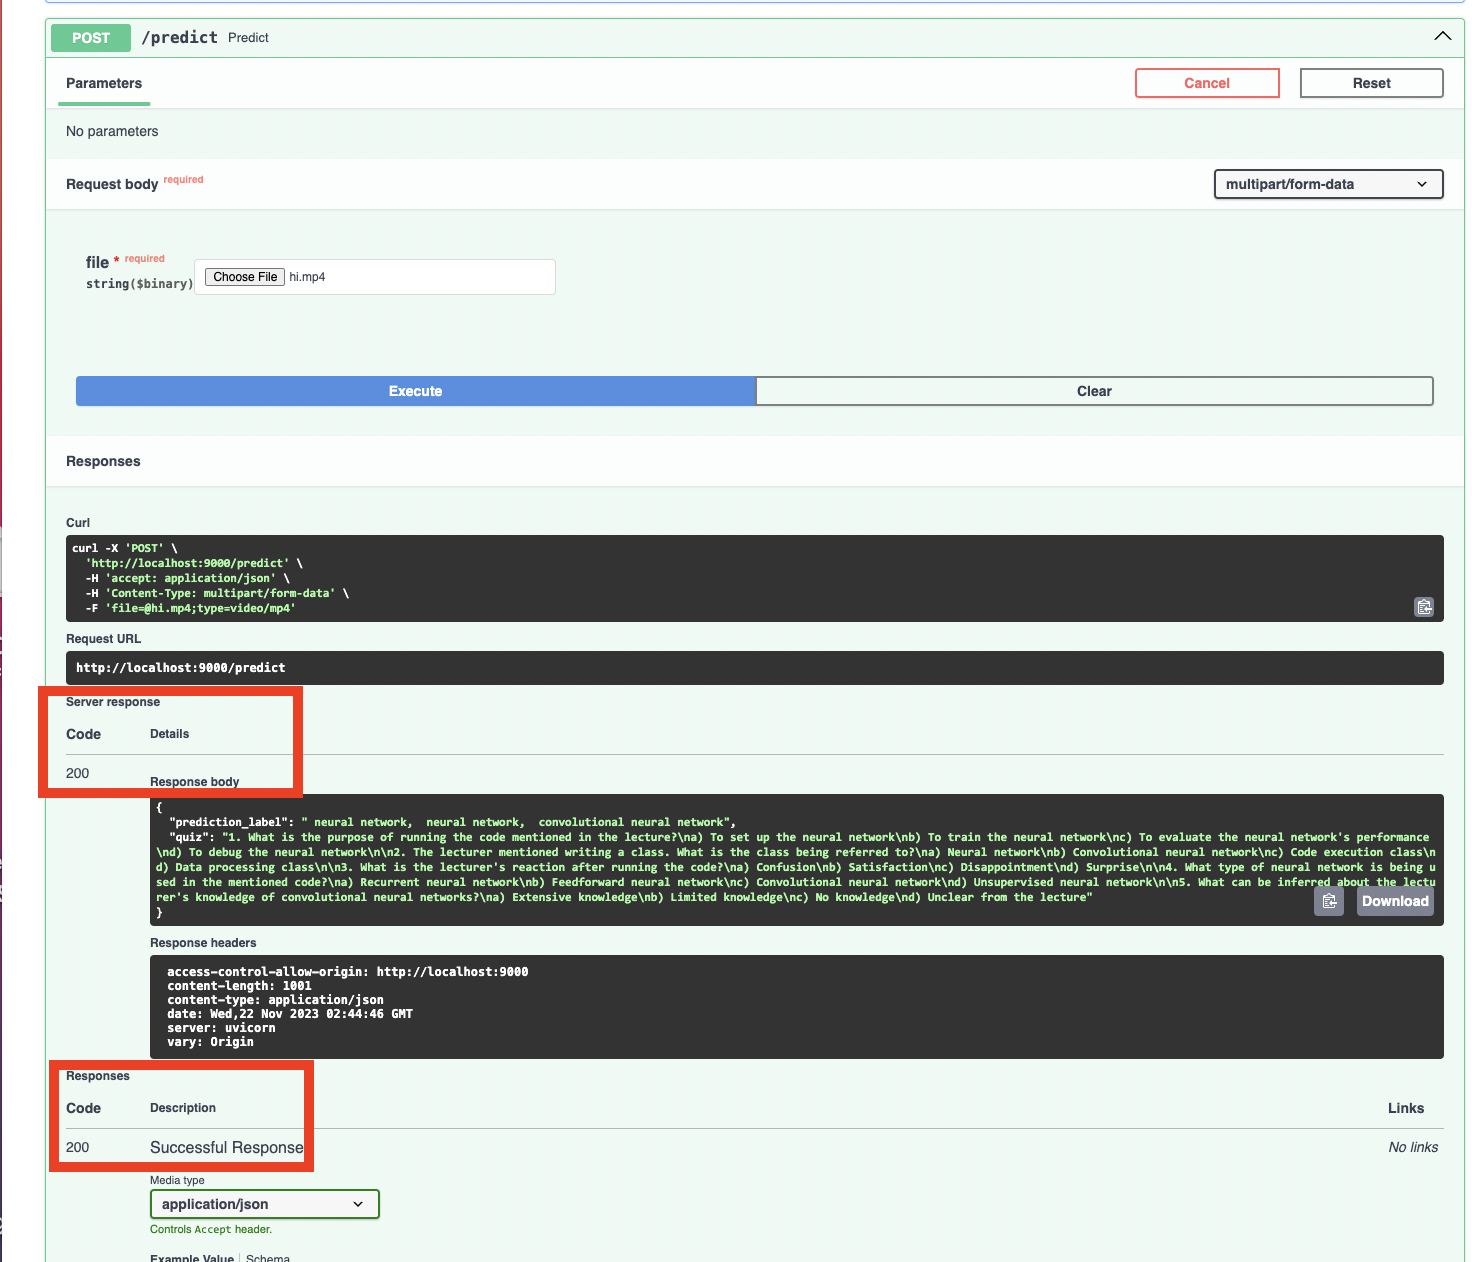 POST /predict Predict
Parameters
Cancel
Reset
No parameters
Request body required
multipart/form-data
file * required
string($binary)
Choose File hi.mp4
Execute
Clear
Responses
Curl
curl -X 'POST' \
'http://localhost:9000/predict' \
-H 'accept: application/json' \
-H 'Content-Type: multipart/form-data' \
-F 'file=@hi.mp4;type=video/mp4'
Request URL
http://localhost:9000/predict
Server response
Code Details
200
Response body
{
"prediction_label": " neural network,  neural network,  convolutional neural network",
"quiz": "1. What is the purpose of running the code mentioned in the lecture?\na) To set up the neural network\nb) To train the neural network\nc) To evaluate the neural network's performance
\nd) To debug the neural network\n\n2. The lecturer mentioned writing a class. What is the class being referred to?\na) Neural network\nb) Convolutional neural network\nc) Code execution class\n
d) Data processing class\n\n3. What is the lecturer's reaction after running the code?\na) Confusion\nb) Satisfaction\nc) Disappointment\nd) Surprise\n\n4. What type of neural network is being u
sed in the mentioned code?\na) Recurrent neural network\nb) Feedforward neural network\nc) Convolutional neural network\nd) Unsupervised neural network\n\n5. What can be inferred about the lectu
rer's knowledge of convolutional neural networks?\na) Extensive knowledge\nb) Limited knowledge\nc) No knowledge\nd) Unclear from the lecture"
}
Download
Response headers
access-control-allow-origin: http://localhost:9000
content-length: 1001
content-type: application/json
date: Wed,22 Nov 2023 02:44:46 GMT
server: uvicorn
vary: Origin
Responses
Code Description Links
200 Successful Response No links
Media type
application/json
Controls Accept header.
Example Value Schema